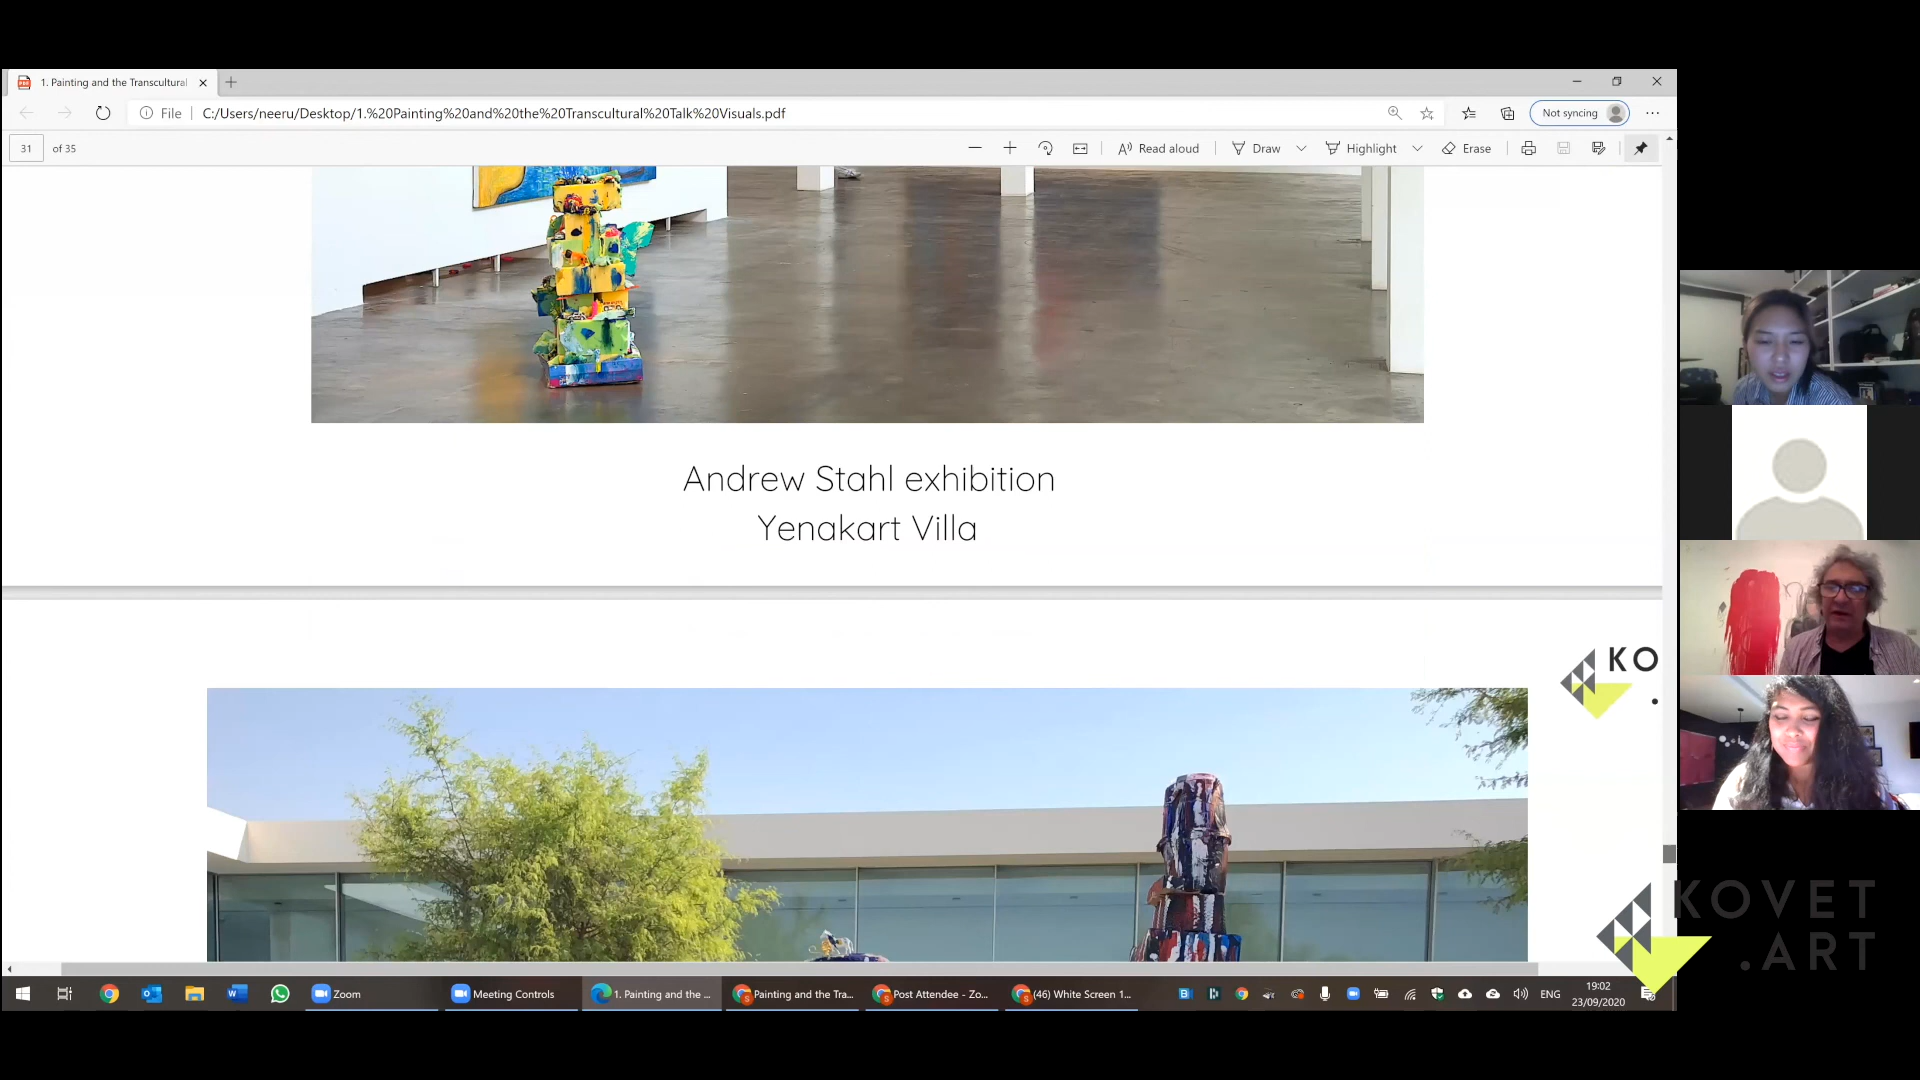 1. Painting and the Transcultural
File
C:/Users/neeru/Desktop/1.%20Painting%20and%20the%20Transcultural%20Talk%20Visuals.pdf
Not syncing
31 of 35
Read aloud
Draw
Highlight
Erase
Andrew Stahl exhibition
Yenakart Villa
KO
.
KOVET
.ART
Zoom
Meeting Controls
1. Painting and the ...
Painting and the Tra...
Post Attendee - Zo...
(46) White Screen 1...
ENG
19:02
23/09/2020